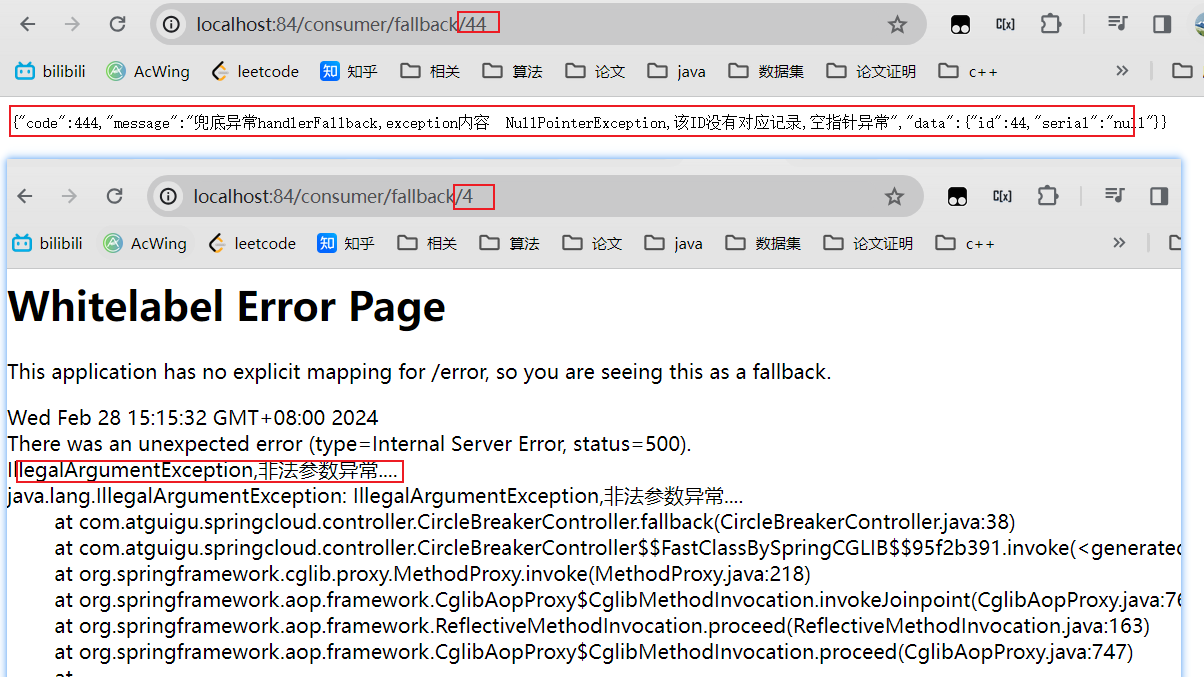 localhost:84/consumer/fallback/44
C[x]
bilibili AcWing leetcode 知 知乎 相关 算法 论文 java 数据集 论文证明 c++ »
{"code":444,"message":"兜底异常handlerFallback,exception内容 NullPointerException,该ID没有对应记录,空指针异常","data":{"id":44,"serial":"null"}}
localhost:84/consumer/fallback/4
C[x]
bilibili AcWing leetcode 知 知乎 相关 算法 论文 java 数据集 论文证明 c++ »
Whitelabel Error Page
This application has no explicit mapping for /error, so you are seeing this as a fallback.
Wed Feb 28 15:15:32 GMT+08:00 2024
There was an unexpected error (type=Internal Server Error, status=500).
IllegalArgumentException,非法参数异常....
java.lang.IllegalArgumentException: IllegalArgumentException,非法参数异常....
at com.atguigu.springcloud.controller.CircleBreakerController.fallback(CircleBreakerController.java:38)
at com.atguigu.springcloud.controller.CircleBreakerController$$FastClassBySpringCGLIB$$95f2b391.invoke(<generated
at org.springframework.cglib.proxy.MethodProxy.invoke(MethodProxy.java:218)
at org.springframework.aop.framework.CglibAopProxy$CglibMethodInvocation.invokeJoinpoint(CglibAopProxy.java:76
at org.springframework.aop.framework.ReflectiveMethodInvocation.proceed(ReflectiveMethodInvocation.java:163)
at org.springframework.aop.framework.CglibAopProxy$CglibMethodInvocation.proceed(CglibAopProxy.java:747)
at